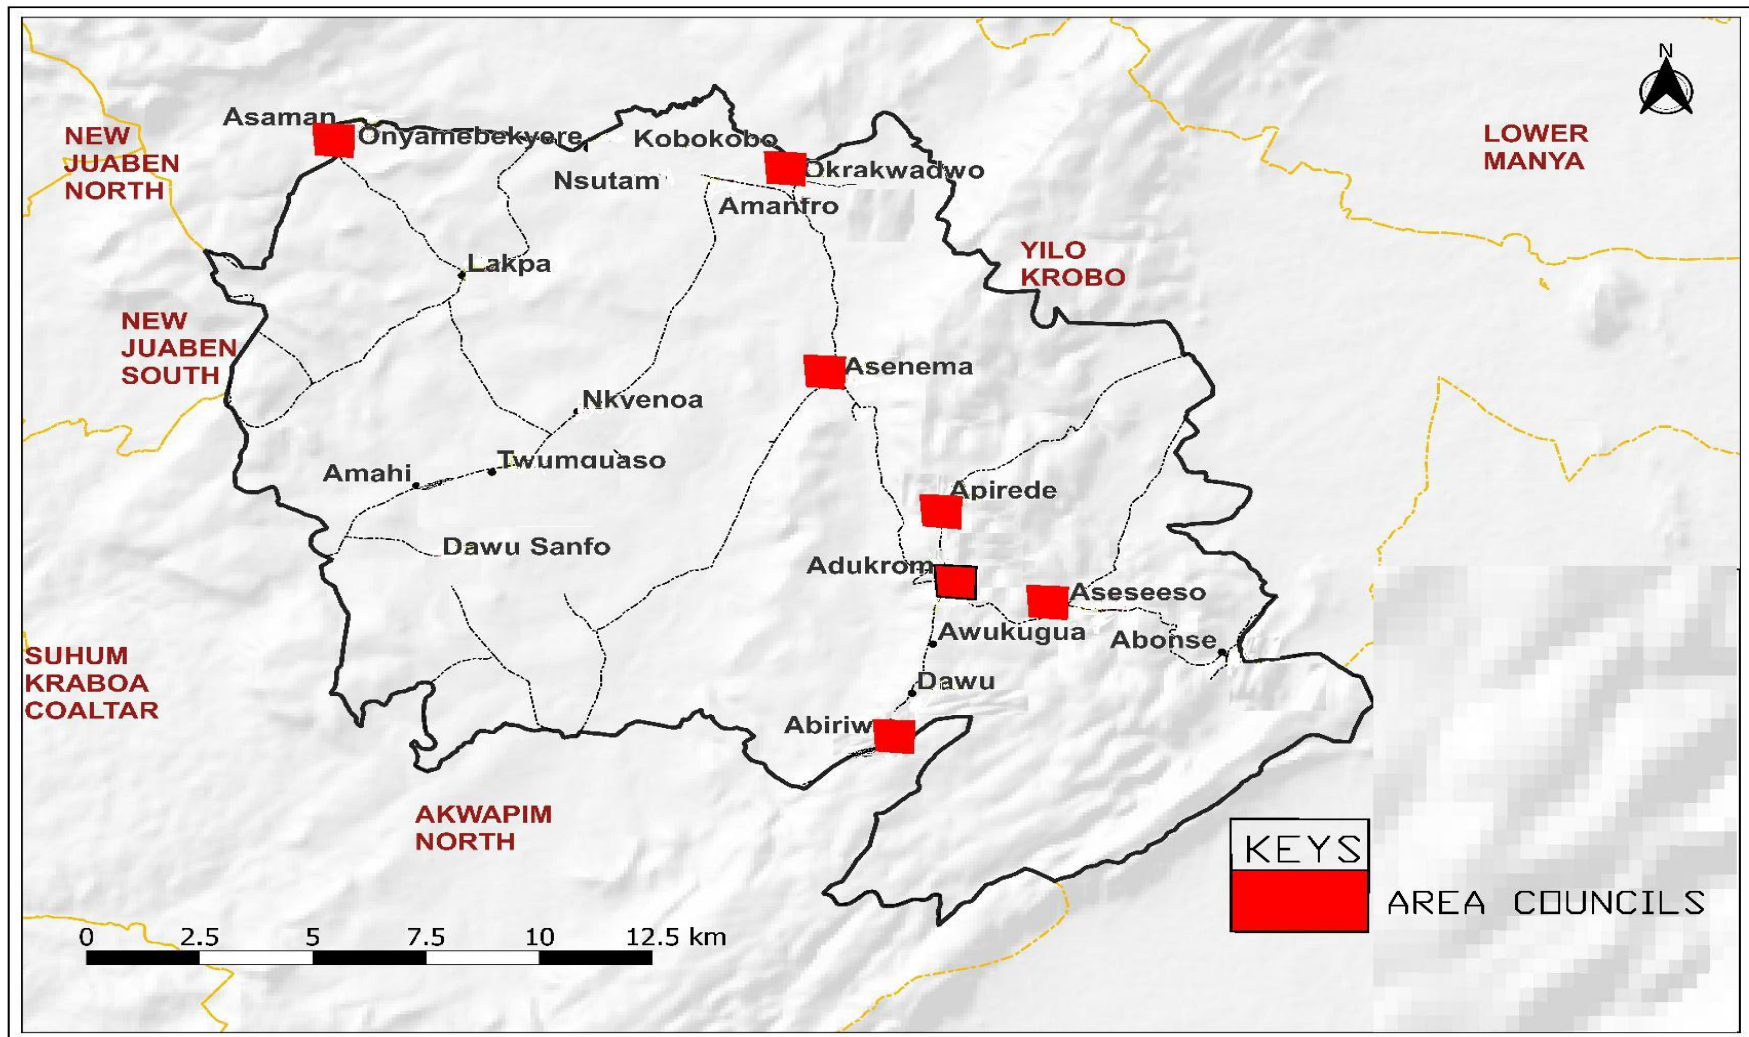 N
Asaman
Onyamebekyere
Kobokobo
NEW
JUABEN
NORTH
LOWER
MANYA
Nsutam
Okrakwadwo
Amanfro
YILO
KROBO
Lakpa
NEW
JUABEN
SOUTH
Asenema
Nkvenoa
Twumguaso
Amahi
Apirede
Dawu Sanfo
Adukrom
Aseseeso
Awukugua
Abonse
SUHUM
KRABOA
COALTAR
Dawu
Abiriw
AKWAPIM
NORTH
KEYS
AREA COUNCILS
0 2.5 5 7.5 10 12.5 km